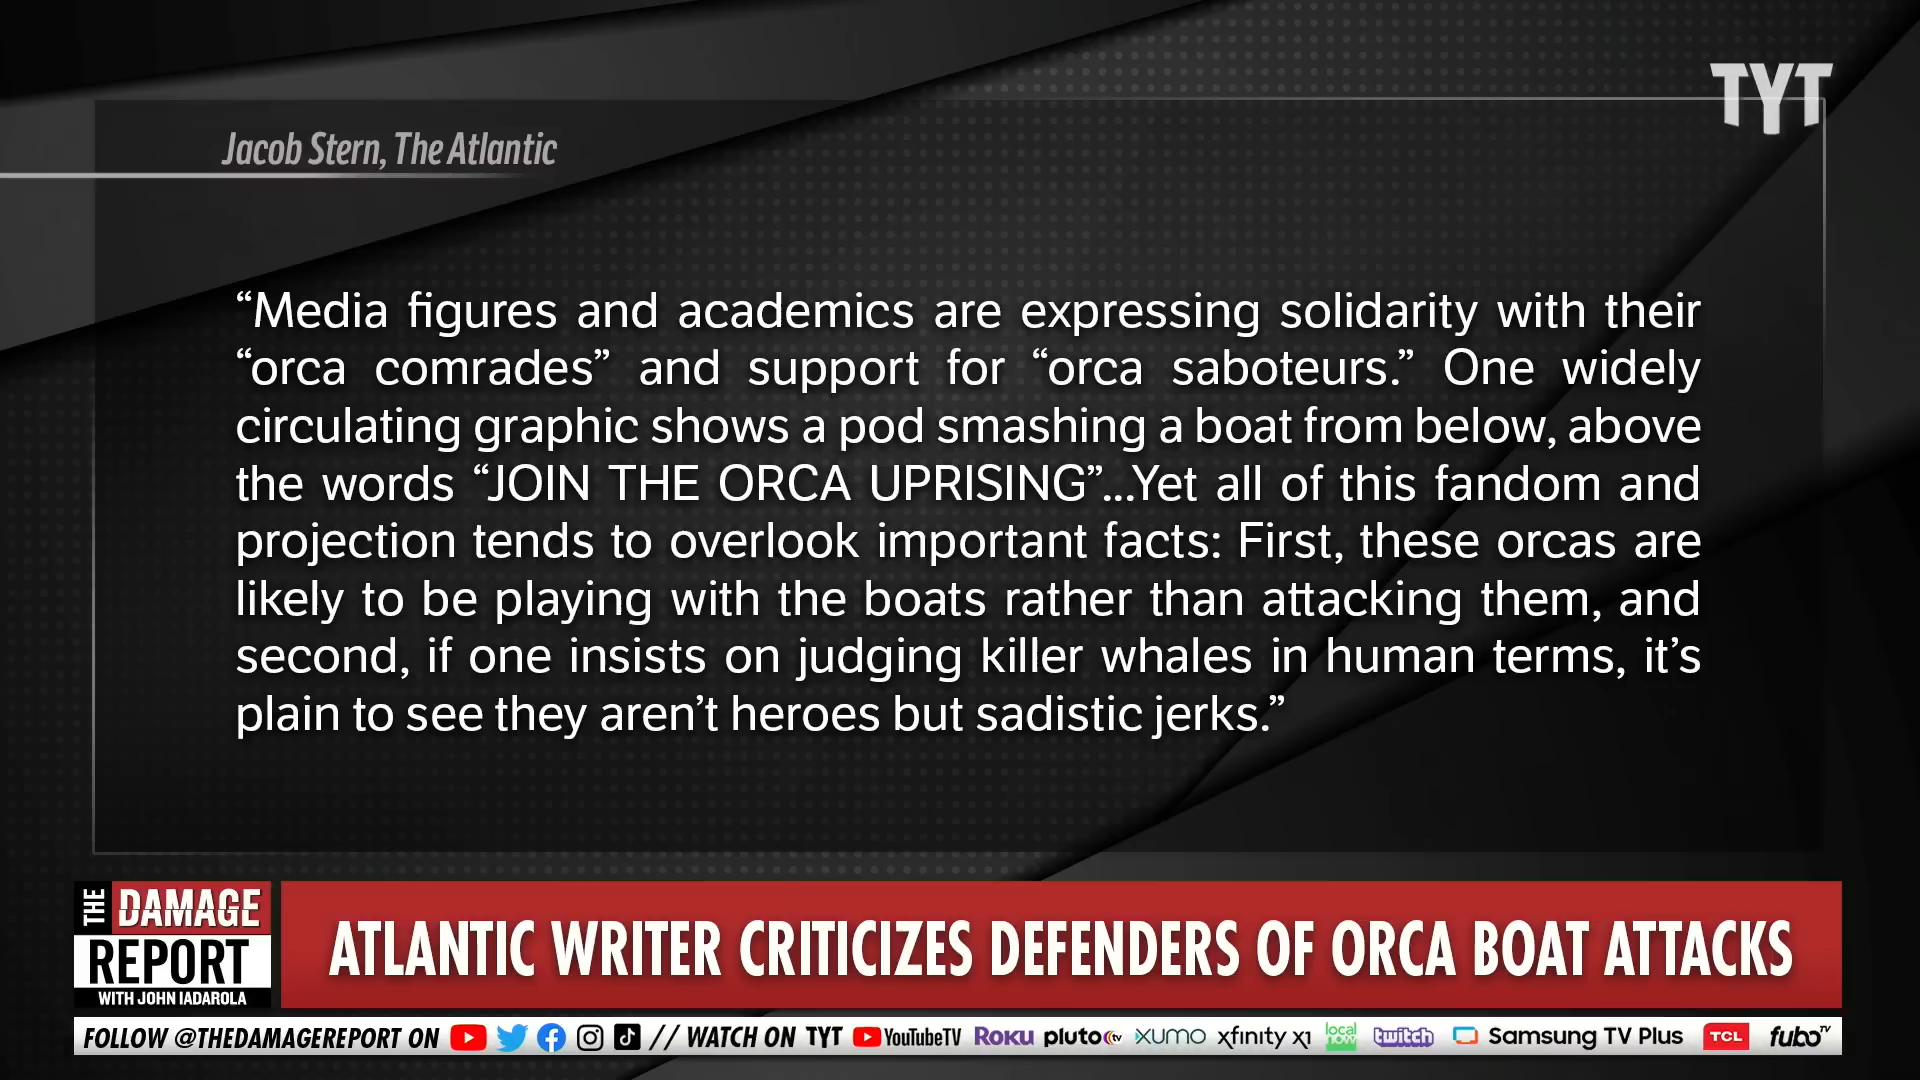 TYT
Jacob Stern, The Atlantic
“Media figures and academics are expressing solidarity with their
“orca comrades” and support for “orca saboteurs.” One widely
circulating graphic shows a pod smashing a boat from below, above
the words “JOIN THE ORCA UPRISING”...Yet all of this fandom and
projection tends to overlook important facts: First, these orcas are
likely to be playing with the boats rather than attacking them, and
second, if one insists on judging killer whales in human terms, it’s
plain to see they aren’t heroes but sadistic jerks.”
THE DAMAGE
REPORT
WITH JOHN IADAROLA
ATLANTIC WRITER CRITICIZES DEFENDERS OF ORCA BOAT ATTACKS
FOLLOW @THEDAMAGEREPORT ON // WATCH ON TYT YouTubeTV ROKU pluto tv XUMO xfinity x1 local now twitch Samsung TV Plus TCL fubo TV